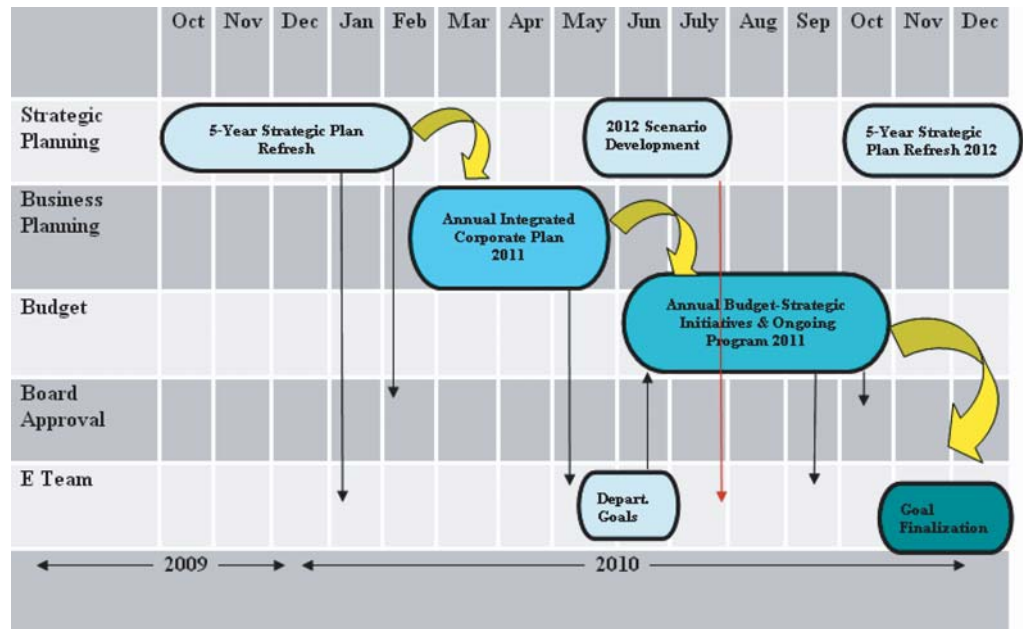 Oct Nov Dec Jan Feb Mar Apr May Jun July Aug Sep Oct Nov Dec
Strategic
Planning
5-Year Strategic Plan
Refresh
2012 Scenario
Development
5-Year Strategic
Plan Refresh 2012
Business
Planning
Annual Integrated
Corporate Plan
2011
Budget
Annual Budget-Strategic
Initiatives & Ongoing
Program 2011
Board
Approval
E Team
Depart.
Goals
Goal
Finalization
2009
2010